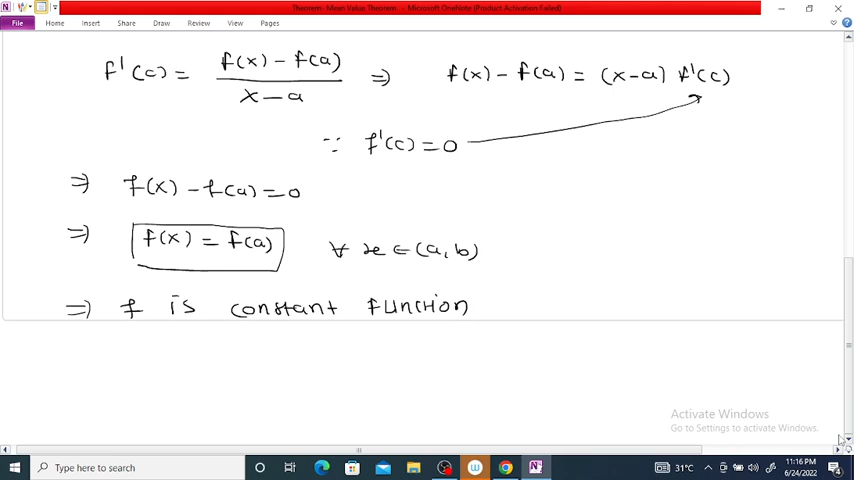 Theorem- Mean Value Theorem - Microsoft OneNote (Product Activation Failed)
File Home Insert Share Draw Review View Pages
f'(c) = f(x) - f(a) / x - a ⇒ f(x) - f(a) = (x-a) f'(c)
∵ f'(c) = 0
⇒ f(x) - f(a) = 0
⇒ f(x) = f(a) ∀ x ∈ (a, b)
⇒ f is constant function
Activate Windows
Go to Settings to activate Windows.
Type here to search
31°C
11:16 PM
6/24/2022
4